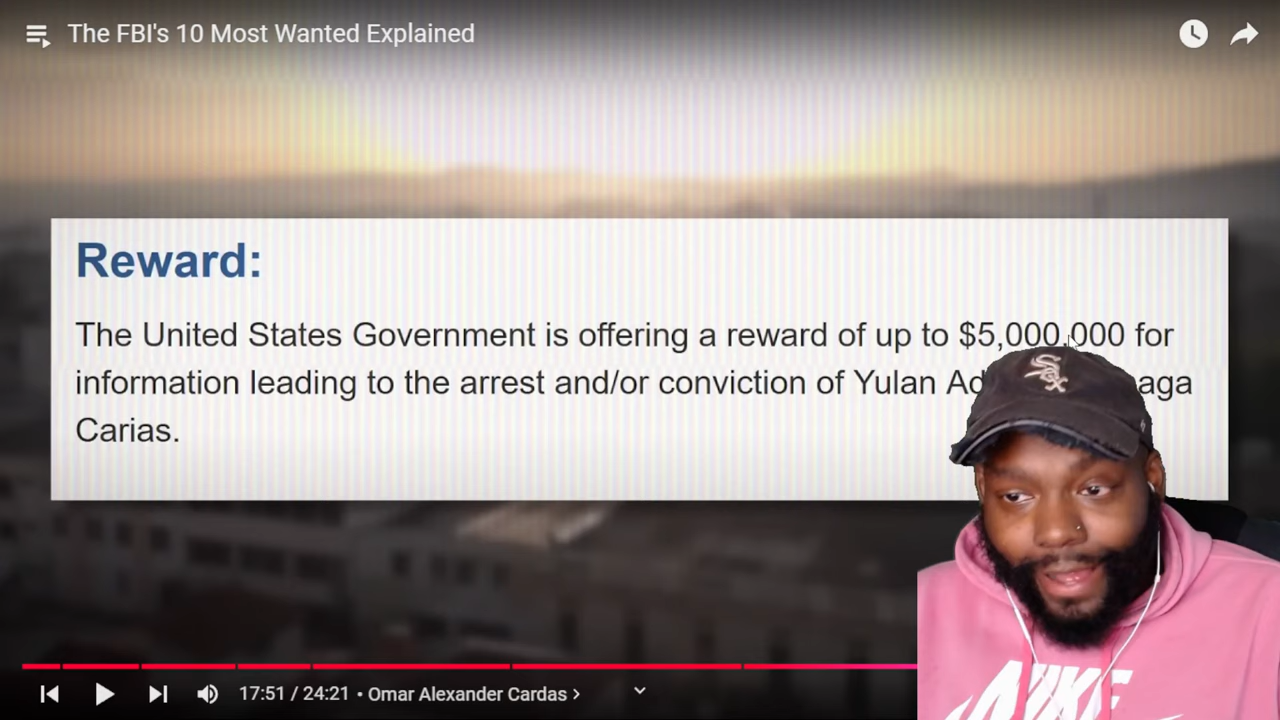 The FBI's 10 Most Wanted Explained
Reward:
The United States Government is offering a reward of up to $5,000,000 for
information leading to the arrest and/or conviction of Yulan
Carias.
17:51 / 24:21 • Omar Alexander Cardas >
Sox
NIKE